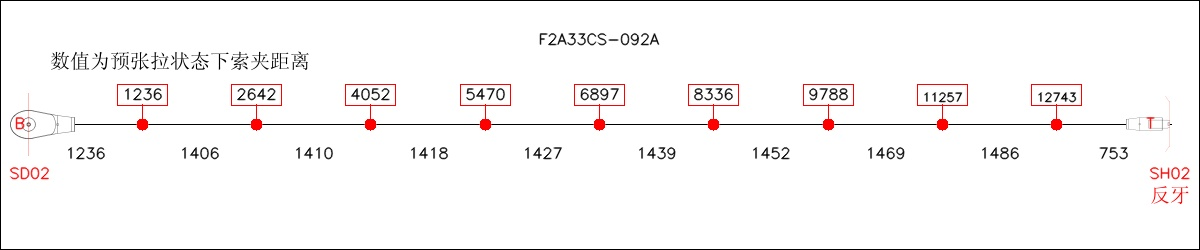 F2A33CS-092A
数值为预张拉状态下索夹距离
1236 2642 4052 5470 6897 8336 9788 11257 12743
B T
1236 1406 1410 1418 1427 1439 1452 1469 1486 753
SD02 SH02
反牙